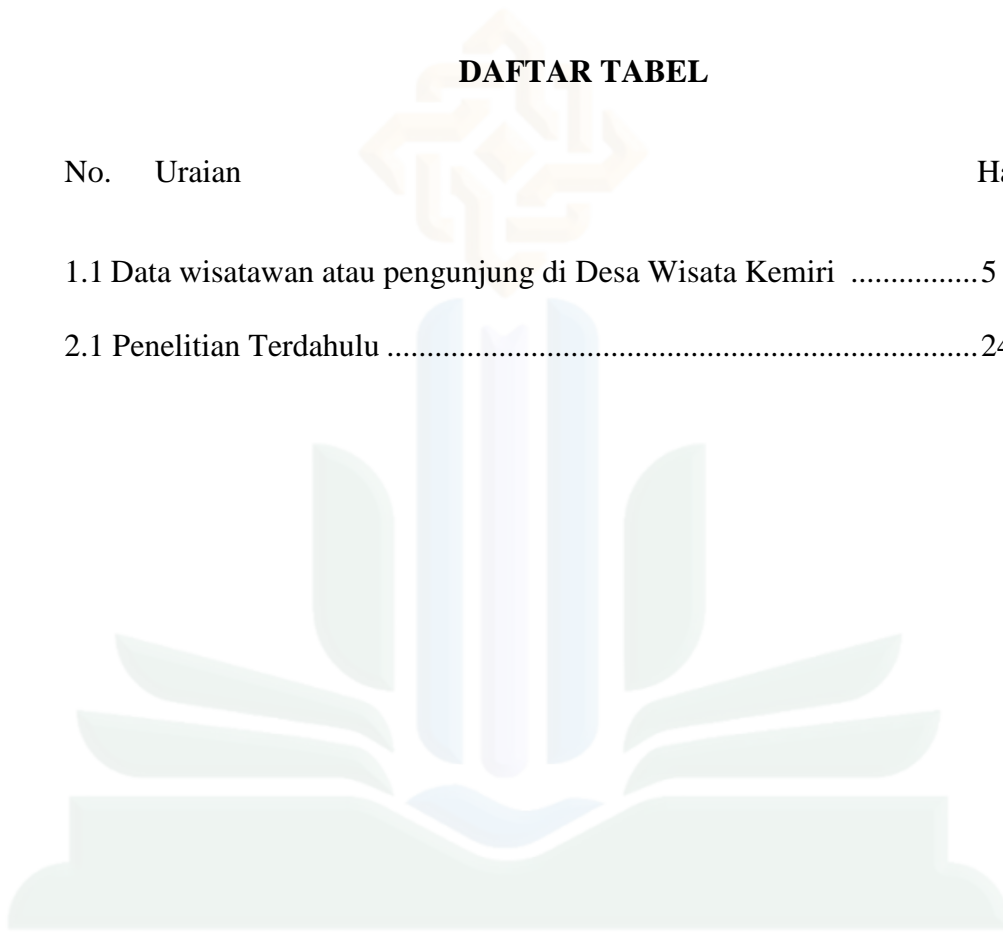 DAFTAR TABEL
No. Uraian
1.1 Data wisatawan atau pengunjung di Desa Wisata Kemiri ................5
2.1 Penelitian Terdahulu ..........................................................................24